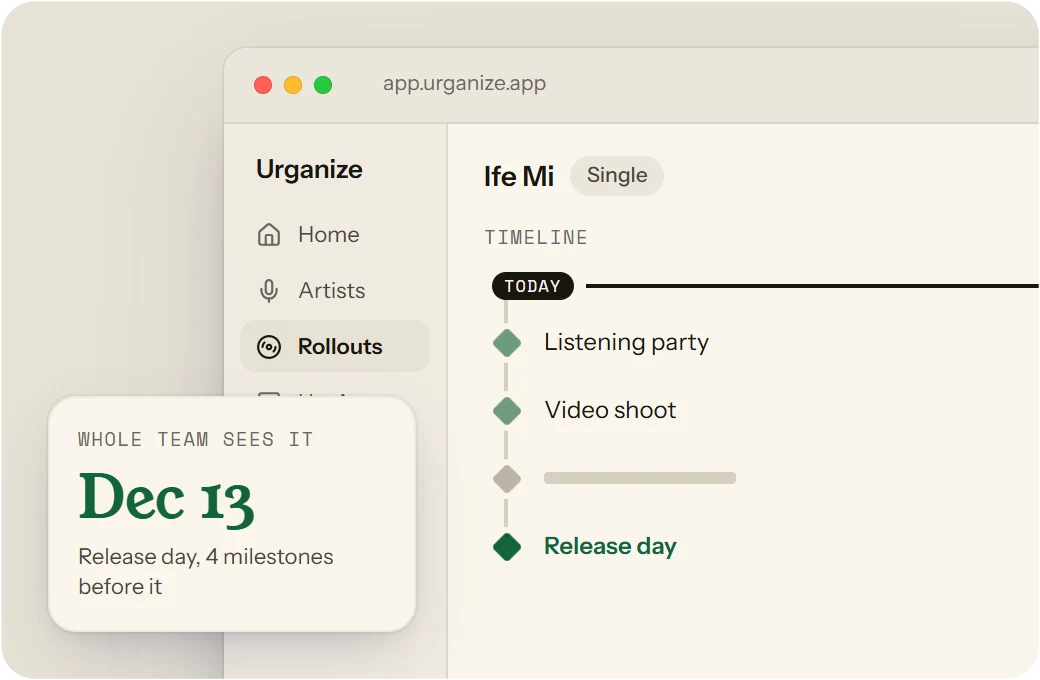 app.urganize.app
Urganize
Home
Artists
Rollouts
Ife Mi
Single
TIMELINE
TODAY
Listening party
Video shoot
Release day
WHOLE TEAM SEES IT
Dec 13
Release day, 4 milestones
before it